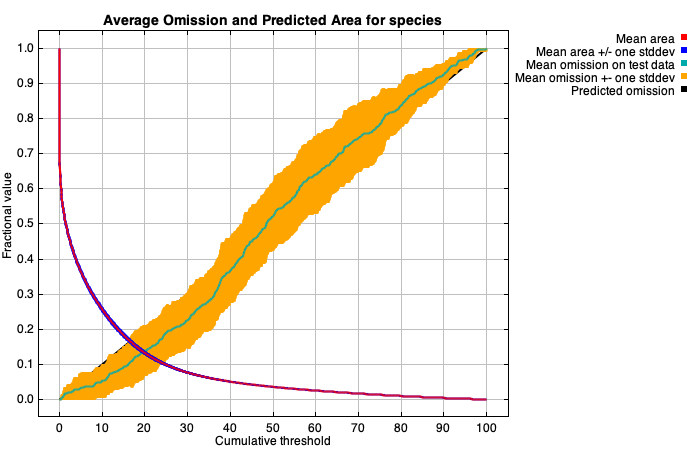 Average Omission and Predicted Area for species
Mean area
Mean area +/- one stddev
Mean omission on test data
Mean omission +- one stddev
Predicted omission
1.0
0.9
0.8
0.7
0.6
0.5
0.4
0.3
0.2
0.1
0.0
Fractional value
0 10 20 30 40 50 60 70 80 90 100
Cumulative threshold